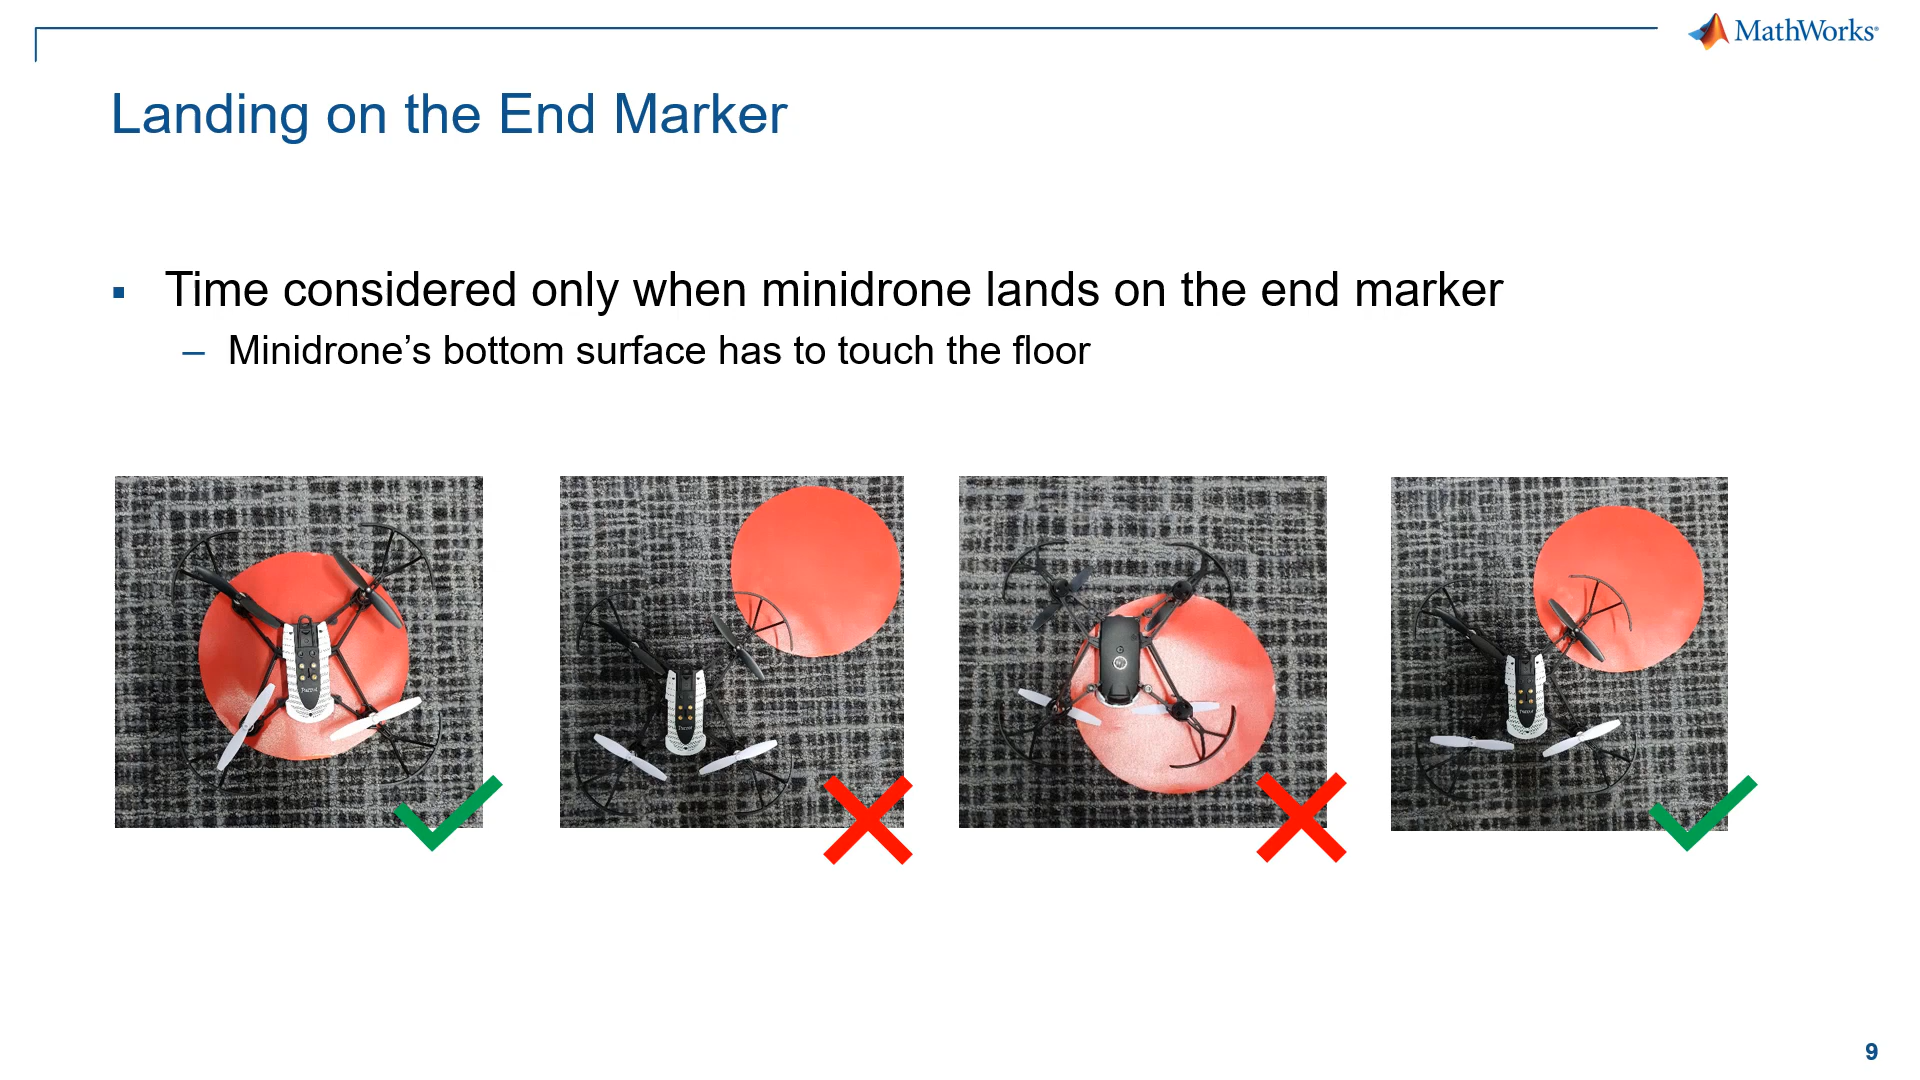 MathWorks®
Landing on the End Marker
▪ Time considered only when minidrone lands on the end marker
– Minidrone’s bottom surface has to touch the floor
Parrot
9